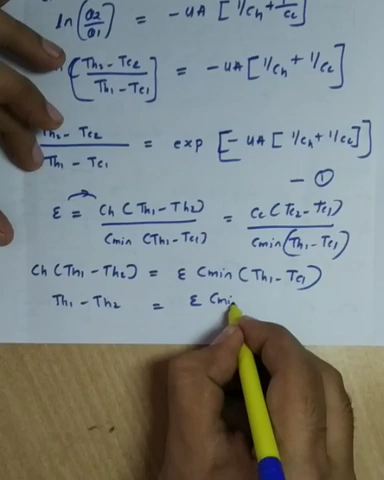 ln (θ2/θ1) = -UA [1/Ch + 1/Cc]
(Th2 - Tc2 / Th1 - Tc1) = -UA [1/Ch + 1/Cc]
Th2 - Tc2 / Th1 - Tc1 = exp [-UA [1/Ch + 1/Cc]]
- ①
ε = Ch (Th1 - Th2) / Cmin (Th1 - Tc1) = Cc (Tc2 - Tc1) / Cmin (Th1 - Tc1)
Ch (Th1 - Th2) = ε Cmin (Th1 - Tc1)
Th1 - Th2 = ε Cmi